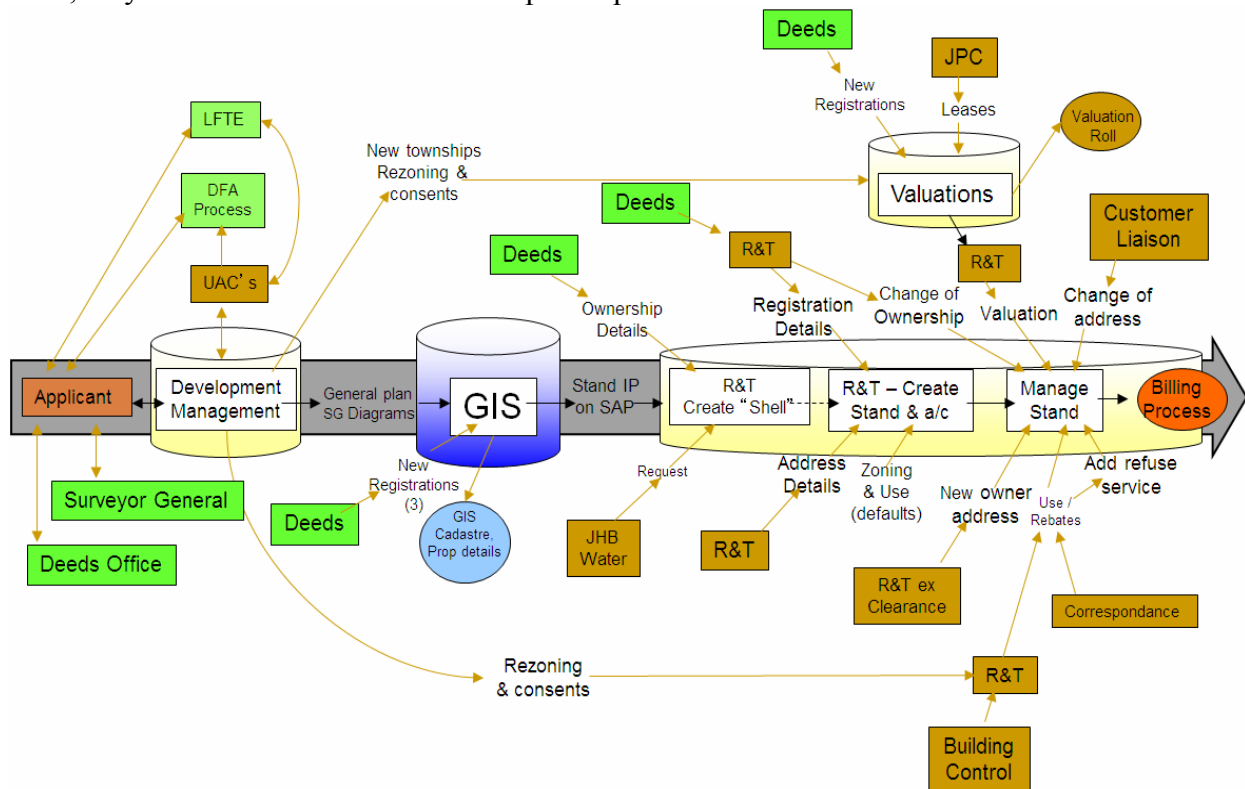 Deeds
JPC
New
Registrations
Leases
Valuation
Roll
LFTE
New townships
Rezoning &
consents
DFA
Process
Valuations
Deeds
Customer
Liaison
Deeds
R&T
R&T
UAC's
Ownership
Details
Registration
Details
Change of
Ownership
Valuation
Change of
address
Applicant
Development
Management
General plan
SG Diagrams
GIS
Stand IP
on SAP
R&T
Create "Shell"
R&T – Create
Stand & a/c
Manage
Stand
Billing
Process
New
Registrations
(3)
Request
Address
Details
Zoning
& Use
(defaults)
New owner
address
Use /
Rebates
Add refuse
service
Surveyor General
Deeds
GIS
Cadastre,
Prop details
JHB
Water
R&T
Deeds Office
R&T ex
Clearance
Correspondance
Rezoning
& consents
R&T
Building
Control